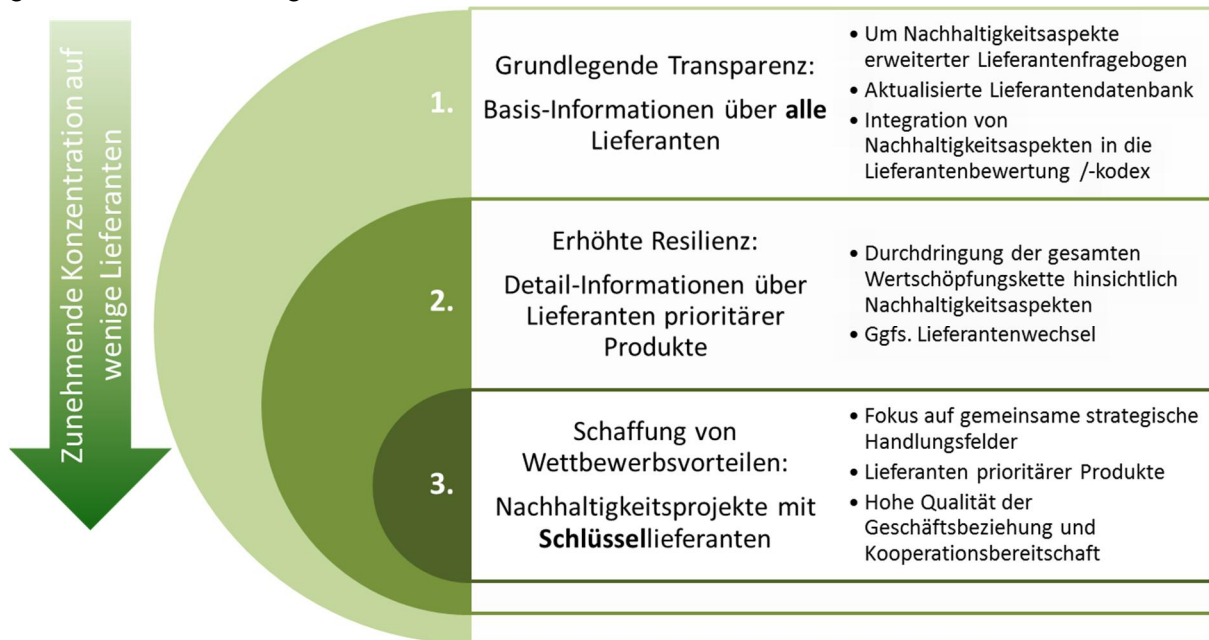 Zunehmende Konzentration auf
wenige Lieferanten
1.
Grundlegende Transparenz:
Basis-Informationen über alle
Lieferanten
• Um Nachhaltigkeitsaspekte
erweiterter Lieferantenfragebogen
• Aktualisierte Lieferantendatenbank
• Integration von
Nachhaltigkeitsaspekten in die
Lieferantenbewertung /-kodex
2.
Erhöhte Resilienz:
Detail-Informationen über
Lieferanten prioritärer
Produkte
• Durchdringung der gesamten
Wertschöpfungskette hinsichtlich
Nachhaltigkeitsaspekten
• Ggfs. Lieferantenwechsel
3.
Schaffung von
Wettbewerbsvorteilen:
Nachhaltigkeitsprojekte mit
Schlüssellieferanten
• Fokus auf gemeinsame strategische
Handlungsfelder
• Lieferanten prioritärer Produkte
• Hohe Qualität der
Geschäftsbeziehung und
Kooperationsbereitschaft